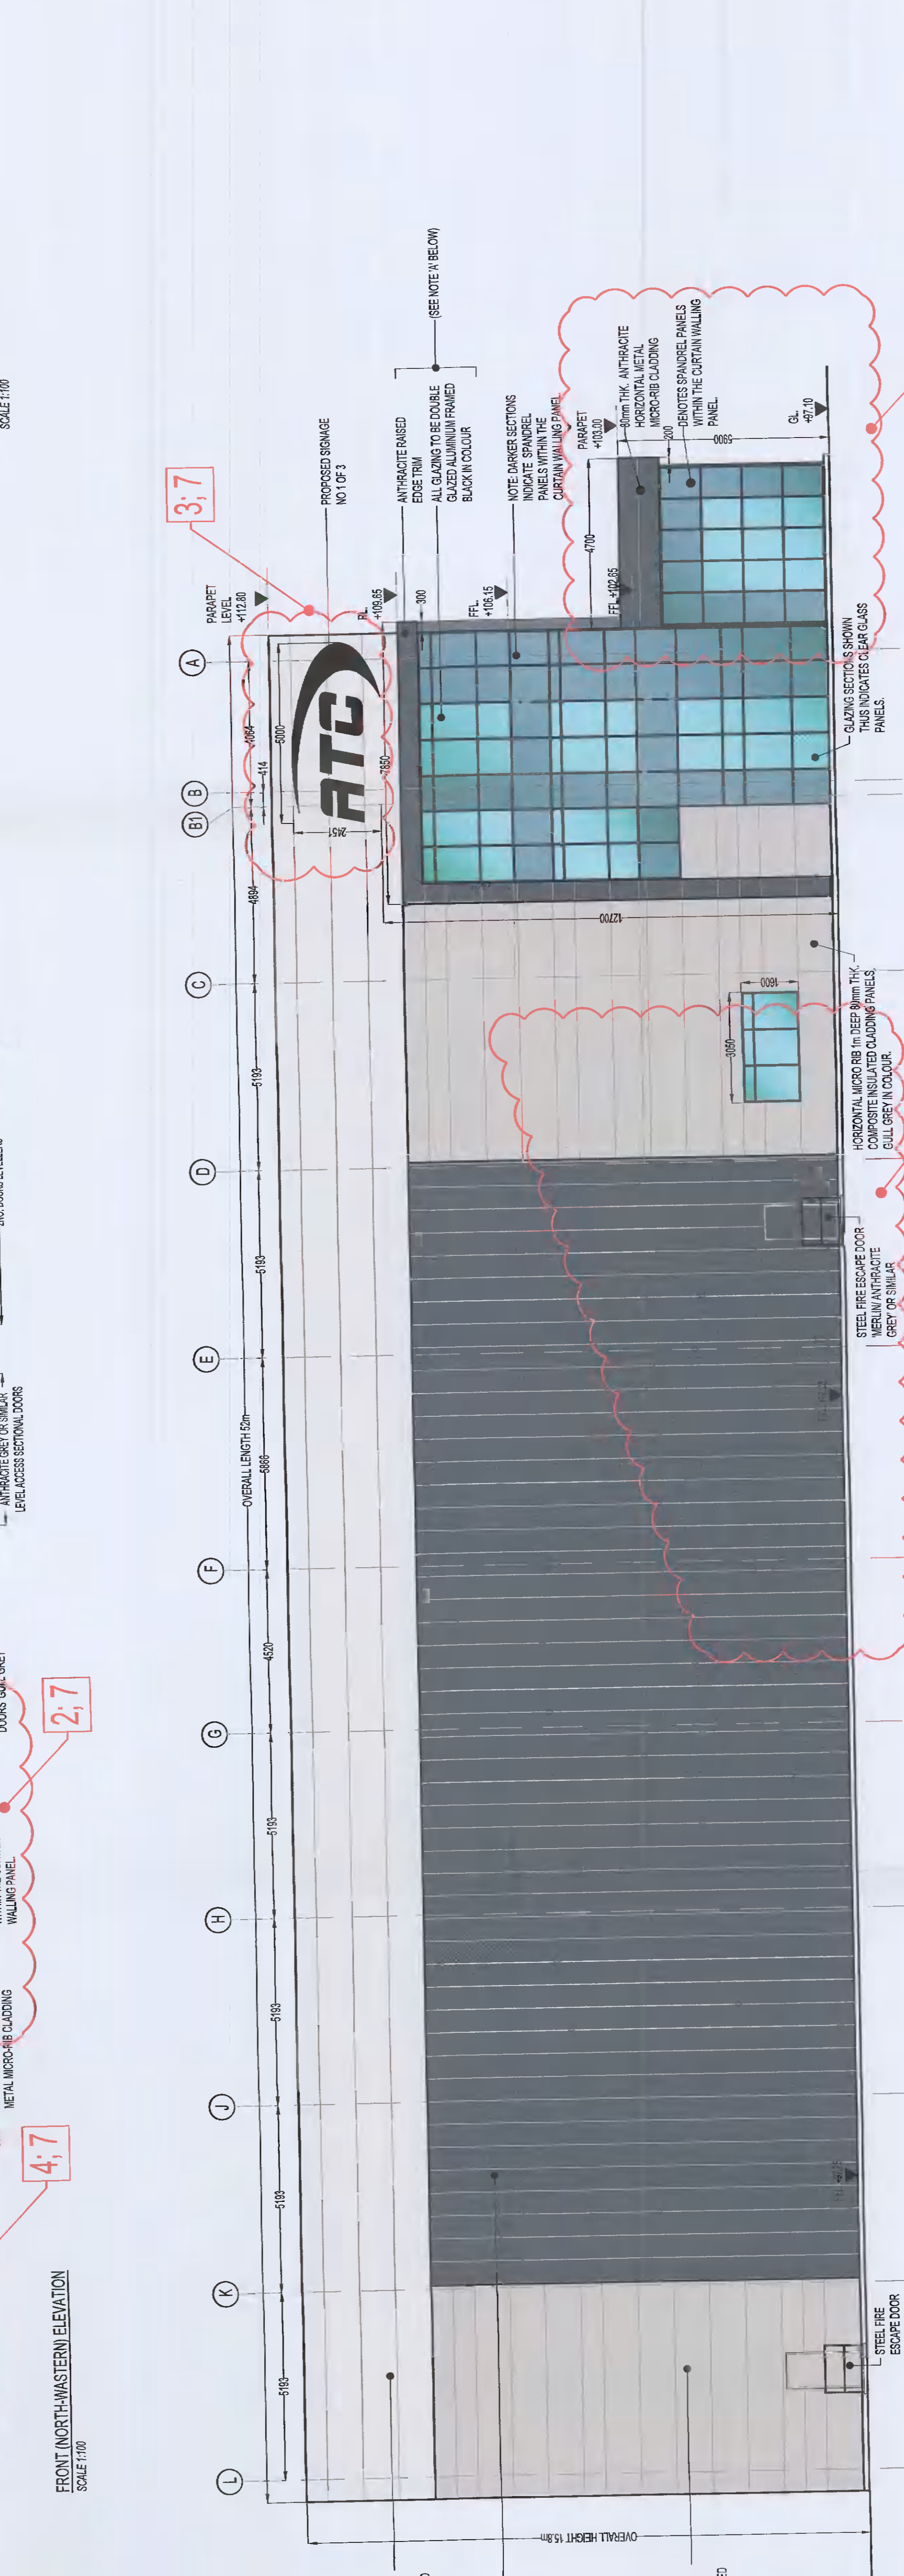 SCALE 1:100
2NO. DOCKS LEVELLERS
ANTHRACITE GREY OR SIMILAR
LEVEL ACCESS SECTIONAL DOORS
WALLING PANEL.
METAL MICRO-RIB CLADDING
2; 7
4; 7
FRONT (NORTH-WASTERN) ELEVATION
SCALE 1:100
3; 7
PARAPET
LEVEL
+112.80
PROPOSED SIGNAGE
NO 1 OF 3
RL.
+109.65
ANTHRACITE RAISED
EDGE TRIM
300
ALL GLAZING TO BE DOUBLE
GLAZED ALUMINIUM FRAMED
BLACK IN COLOUR
(SEE NOTE 'A' BELOW)
FFL.
+106.15
NOTE: DARKER SECTIONS
INDICATE SPANDREL
PANELS WITHIN THE
CURTAIN WALLING PANEL
PARAPET
+103.00
FFL +102.65
80mm THK. ANTHRACITE
HORIZONTAL METAL
MICRO-RIB CLADDING
DENOTES SPANDREL PANELS
WITHIN THE CURTAIN WALLING
PANEL.
4700
200
5900
GL.
+97.10
GLAZING SECTIONS SHOWN
THUS INDICATES CLEAR GLASS
PANELS.
L
K
J
H
G
F
E
D
C
B1
B
A
OVERALL LENGTH 52m
5193
5193
5193
5193
4520
5868
5193
5193
4894
414
4064
5000
2451
ATC
7850
12700
3050
1600
HORIZONTAL MICRO RIB 1m DEEP 80mm THK.
COMPOSITE INSULATED CLADDING PANELS,
GULL GREY IN COLOUR.
STEEL FIRE ESCAPE DOOR
'MERLIN/ ANTHRACITE
GREY' OR SIMILAR
STEEL FIRE
ESCAPE DOOR
OVERALL HEIGHT 15.8m